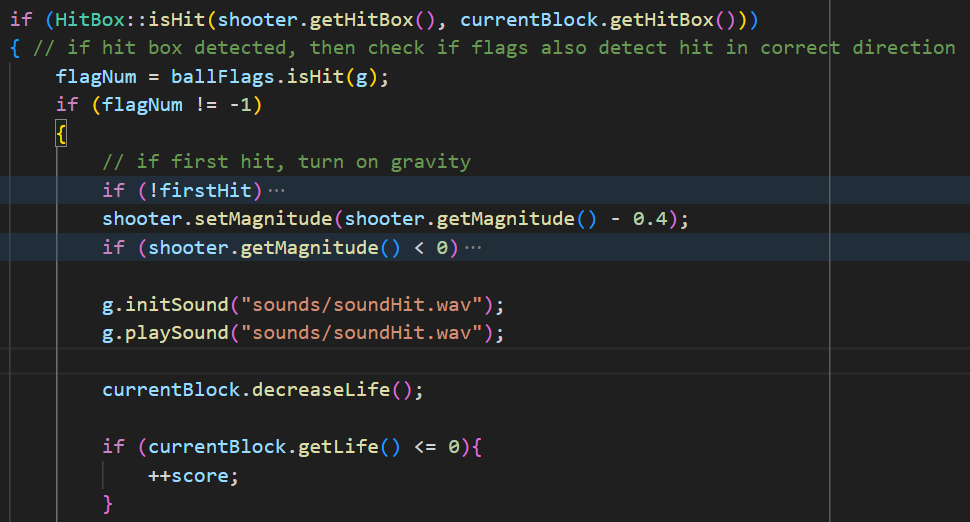 if (HitBox::isHit(shooter.getHitBox(), currentBlock.getHitBox()))
{ // if hit box detected, then check if flags also detect hit in correct direction
flagNum = ballFlags.isHit(g);
if (flagNum != -1)
{
// if first hit, turn on gravity
if (!firstHit)···
shooter.setMagnitude(shooter.getMagnitude() - 0.4);
if (shooter.getMagnitude() < 0)···
g.initSound("sounds/soundHit.wav");
g.playSound("sounds/soundHit.wav");
currentBlock.decreaseLife();
if (currentBlock.getLife() <= 0){
++score;
}